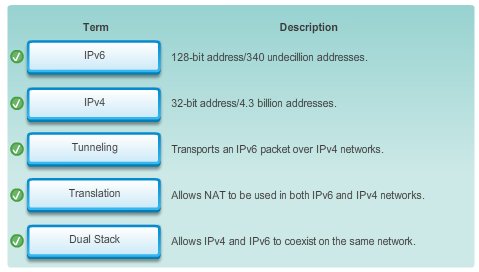 Term Description
IPv6 128-bit address/340 undecillion addresses.
IPv4 32-bit address/4.3 billion addresses.
Tunneling Transports an IPv6 packet over IPv4 networks.
Translation Allows NAT to be used in both IPv6 and IPv4 networks.
Dual Stack Allows IPv4 and IPv6 to coexist on the same network.